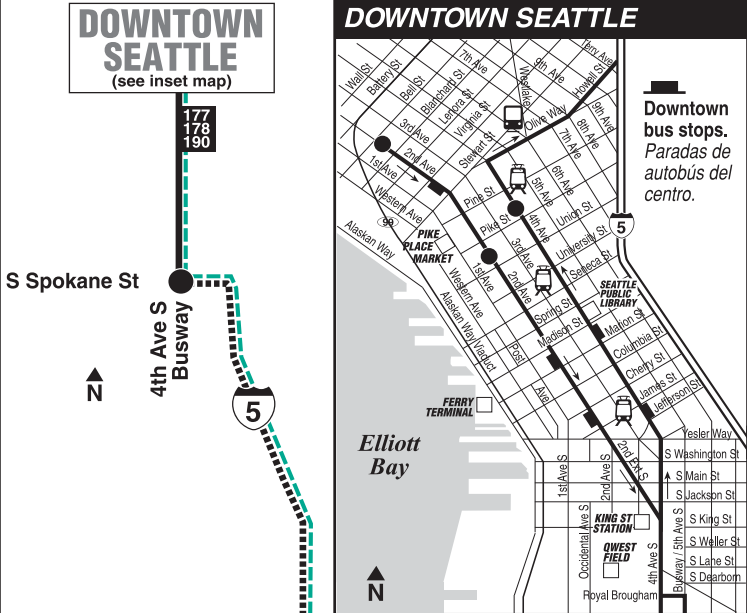 DOWNTOWN
SEATTLE
(see inset map)
177
178
190
S Spokane St
4th Ave S
Busway
N
5
DOWNTOWN SEATTLE
Downtown
bus stops.
Paradas de
autobús del
centro.
Wall St
Battery St
Bell St
Blanchard St
Lenora St
Virginia St
Stewart St
7th Ave
Westlake
9th Ave
Terry Ave
Howell St
Olive Way
9th Ave
8th Ave
7th Ave
6th Ave
5th Ave
4th Ave
3rd Ave
2nd Ave
1st Ave
Western Ave
99
Alaskan Way
PIKE
PLACE
MARKET
Pine St
Pike St
Union St
University St
Seneca St
5
3rd Ave
2nd Ave
1st Ave
Western Ave
Alaskan Way Viaduct
Post
Ave
Spring St
Madison St
SEATTLE
PUBLIC
LIBRARY
Marion St
Columbia St
Cherry St
James St
Jefferson St
Yesler Way
FERRY
TERMINAL
Elliott
Bay
S Washington St
S Main St
S Jackson St
S King St
S Weller St
S Lane St
S Dearborn
1st Ave S
2nd Ave S
2nd Ext S
Occidental Ave S
KING ST
STATION
QWEST
FIELD
4th Ave S
Busway / 5th Ave S
Royal Brougham
N